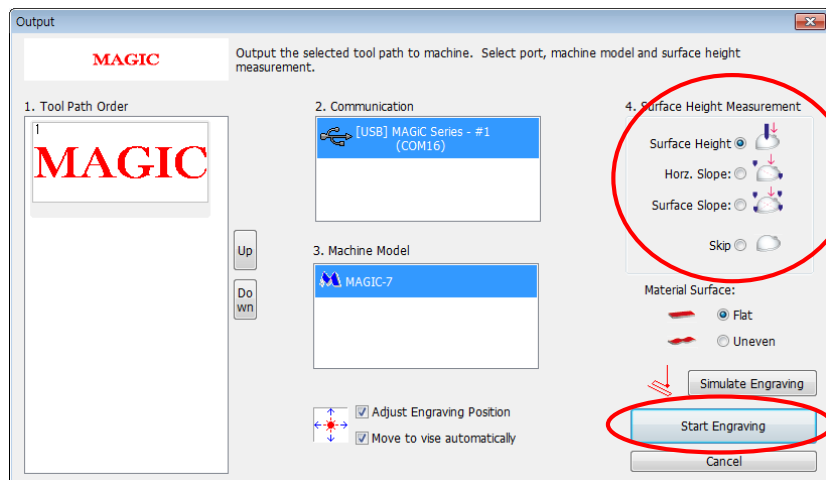 Output
MAGIC
Output the selected tool path to machine. Select port, machine model and surface height
measurement.
1. Tool Path Order
1
MAGIC
Up
Do
wn
2. Communication
[USB] MAGiC Series - #1
(COM16)
3. Machine Model
MAGIC-7
Adjust Engraving Position
Move to vise automatically
4. Surface Height Measurement
Surface Height
Horz. Slope:
Surface Slope:
Skip
Material Surface:
Flat
Uneven
Simulate Engraving
Start Engraving
Cancel